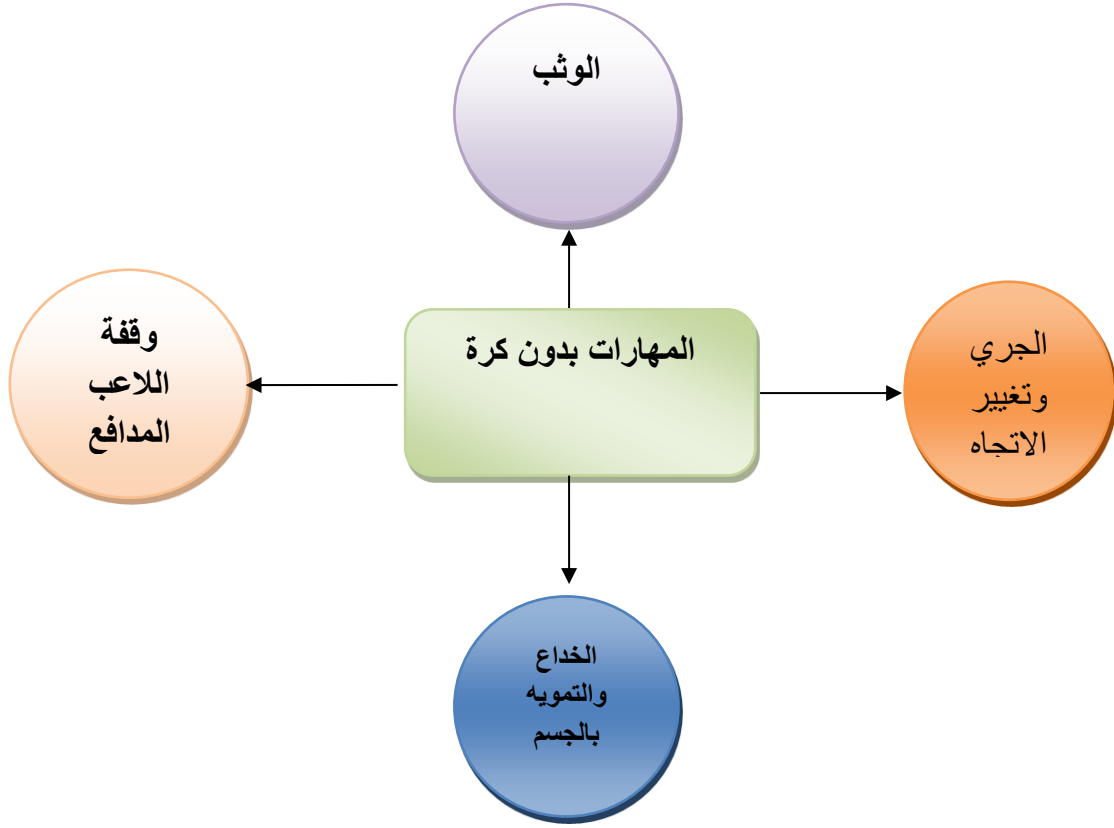 الوثب
المهارات بدون كرة
الجري
وتغيير
الاتجاه
وقفة
اللاعب
المدافع
الخداع
والتمويه
بالجسم